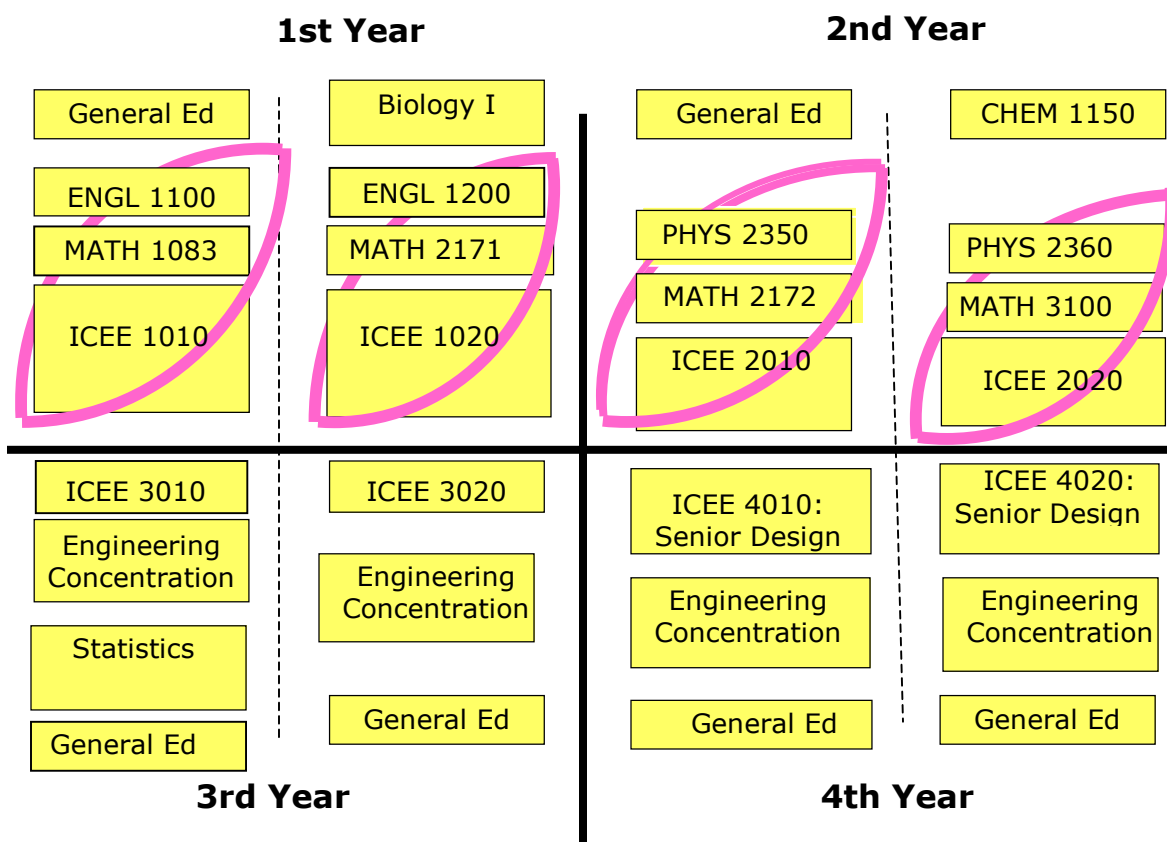 1st Year
General Ed
ENGL 1100
MATH 1083
ICEE 1010
Biology I
ENGL 1200
MATH 2171
ICEE 1020
2nd Year
General Ed
PHYS 2350
MATH 2172
ICEE 2010
CHEM 1150
PHYS 2360
MATH 3100
ICEE 2020
ICEE 3010
Engineering
Concentration
Statistics
General Ed
ICEE 3020
Engineering
Concentration
General Ed
3rd Year
ICEE 4010:
Senior Design
Engineering
Concentration
General Ed
ICEE 4020:
Senior Design
Engineering
Concentration
General Ed
4th Year